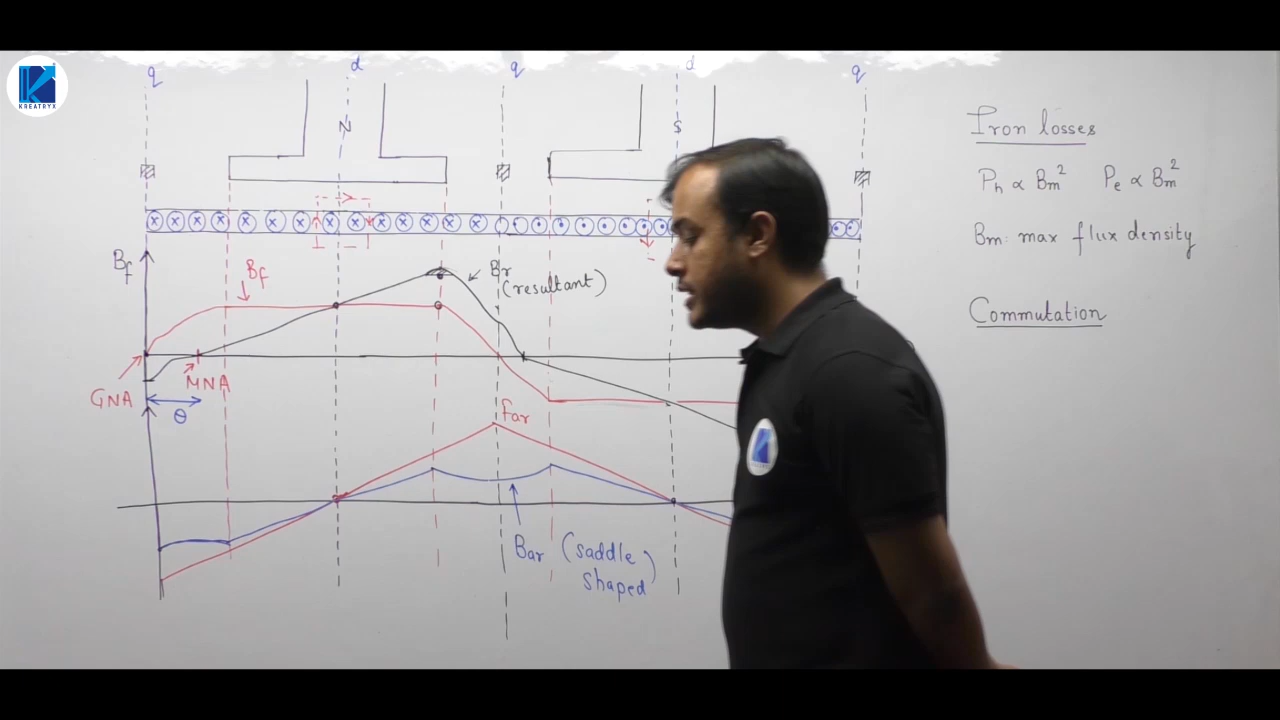 KREATRYX
q d q d q
N S
Iron losses
Ph ∝ Bm² Pe ∝ Bm²
Bm: max flux density
Commutation
Bf
Bf
Br
(resultant)
GNA
MNA
θ
Far
Bar (saddle
shaped)